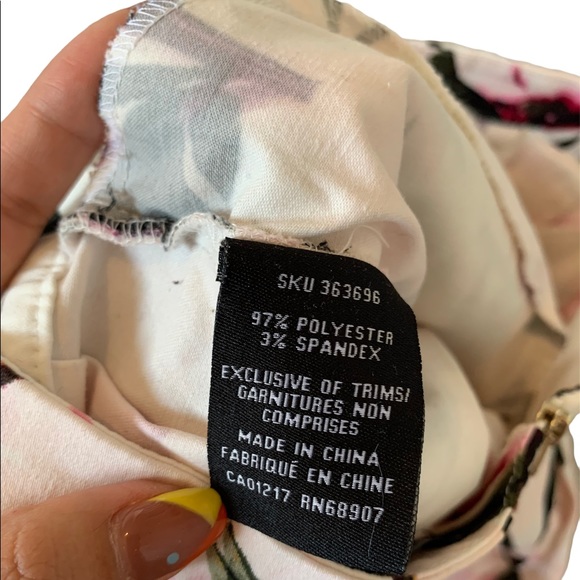 SKU 363696
97% POLYESTER
3% SPANDEX
EXCLUSIVE OF TRIMS/
GARNITURES NON
COMPRISES
MADE IN CHINA
FABRIQUÉ EN CHINE
CA01217 RN68907